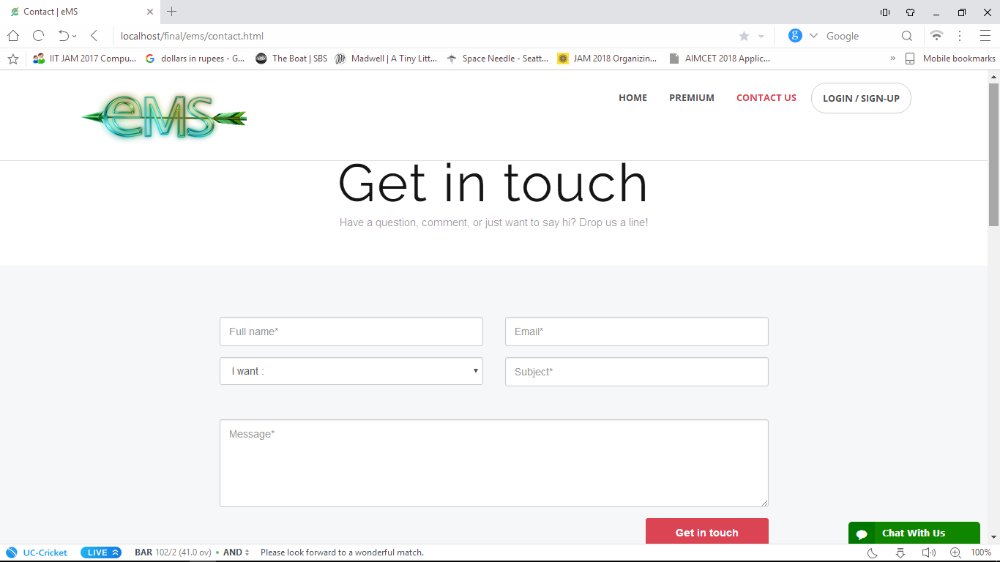 Contact | eMS
localhost/final/ems/contact.html
Google
IIT JAM 2017 Compu... dollars in rupees - G... The Boat | SBS Madwell | A Tiny Litt... Space Needle - Seatt... JAM 2018 Organizin... AIMCET 2018 Applic... » Mobile bookmarks
eMS
HOME PREMIUM CONTACT US LOGIN / SIGN-UP
Get in touch
Have a question, comment, or just want to say hi? Drop us a line!
Full name* Email*
I want : Subject*
Message*
Get in touch
Chat With Us
UC-Cricket LIVE BAR 102/2 (41.0 ov) • AND Please look forward to a wonderful match. 100%